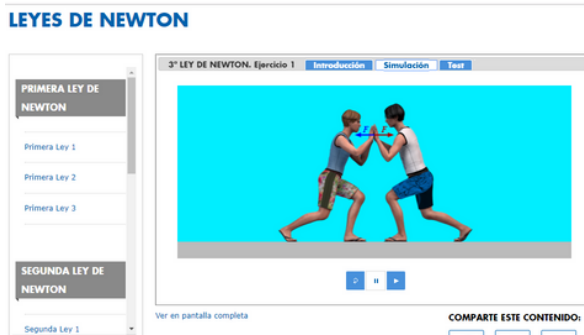 LEYES DE NEWTON
PRIMERA LEY DE
NEWTON
Primera Ley 1
Primera Ley 2
Primera Ley 3
SEGUNDA LEY DE
NEWTON
Segunda Ley 1
3ª LEY DE NEWTON. Ejercicio 1 Introducción Simulación Test
F F
Ver en pantalla completa
COMPARTE ESTE CONTENIDO: